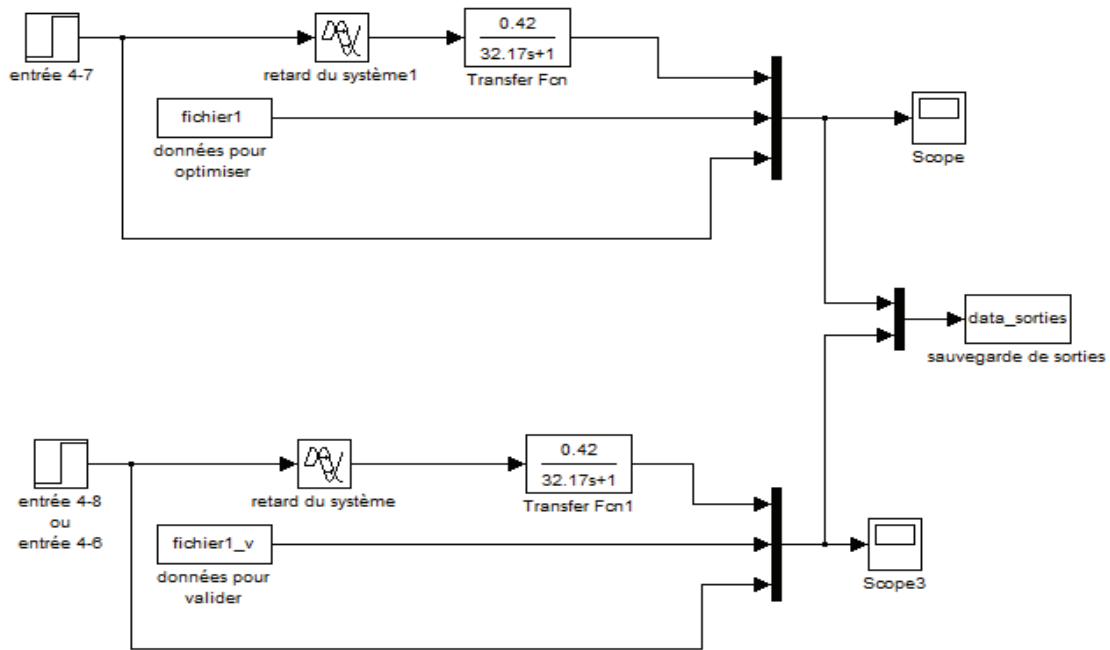 entrée 4-7
retard du système1
0.42
32.17s+1
Transfer Fcn
fichier1
données pour
optimiser
Scope
data_sorties
sauvegarde de sorties
entrée 4-8
ou
entrée 4-6
retard du système
0.42
32.17s+1
Transfer Fcn1
fichier1_v
données pour
valider
Scope3